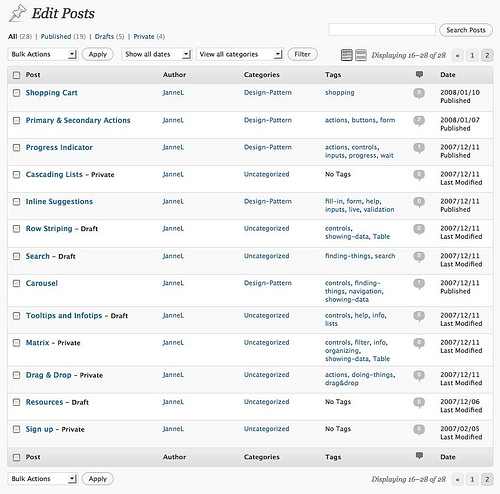 Edit Posts
All (28) | Published (19) | Drafts (5) | Private (4)
Search Posts
Bulk Actions Apply Show all dates View all categories Filter Displaying 16–28 of 28 « 1 2
Post Author Categories Tags Date
Shopping Cart JanneL Design-Pattern shopping 0 2008/01/10
Published
Primary & Secondary Actions JanneL Design-Pattern actions, buttons, form 2008/01/07
Published
Progress Indicator JanneL Design-Pattern actions, controls, 1 2007/12/11
inputs, progress, wait Published
Cascading Lists – Private JanneL Uncategorized No Tags 0 2007/12/11
Last Modified
Inline Suggestions JanneL Design-Pattern fill-in, form, help, 0 2007/12/11
inputs, live, validation Published
Row Striping – Draft JanneL Uncategorized controls, 0 2007/12/11
showing-data, Table Last Modified
Search – Draft JanneL Uncategorized finding-things, search 0 2007/12/11
Last Modified
Carousel JanneL Design-Pattern controls, finding- 1 2007/12/11
things, navigation, Published
showing-data
Tooltips and Infotips – Draft JanneL Uncategorized controls, help, info, 0 2007/12/11
lists Last Modified
Matrix – Private JanneL Uncategorized controls, filter, info, 0 2007/12/11
organizing, Last Modified
showing-data, Table
Drag & Drop – Private JanneL Uncategorized actions, doing-things, 0 2007/12/11
drag&drop Last Modified
Resources – Draft JanneL Uncategorized No Tags 0 2007/12/06
Last Modified
Sign up – Private JanneL Uncategorized No Tags 0 2007/02/05
Last Modified
Post Author Categories Tags Date
Bulk Actions Apply Displaying 16–28 of 28 « 1 2